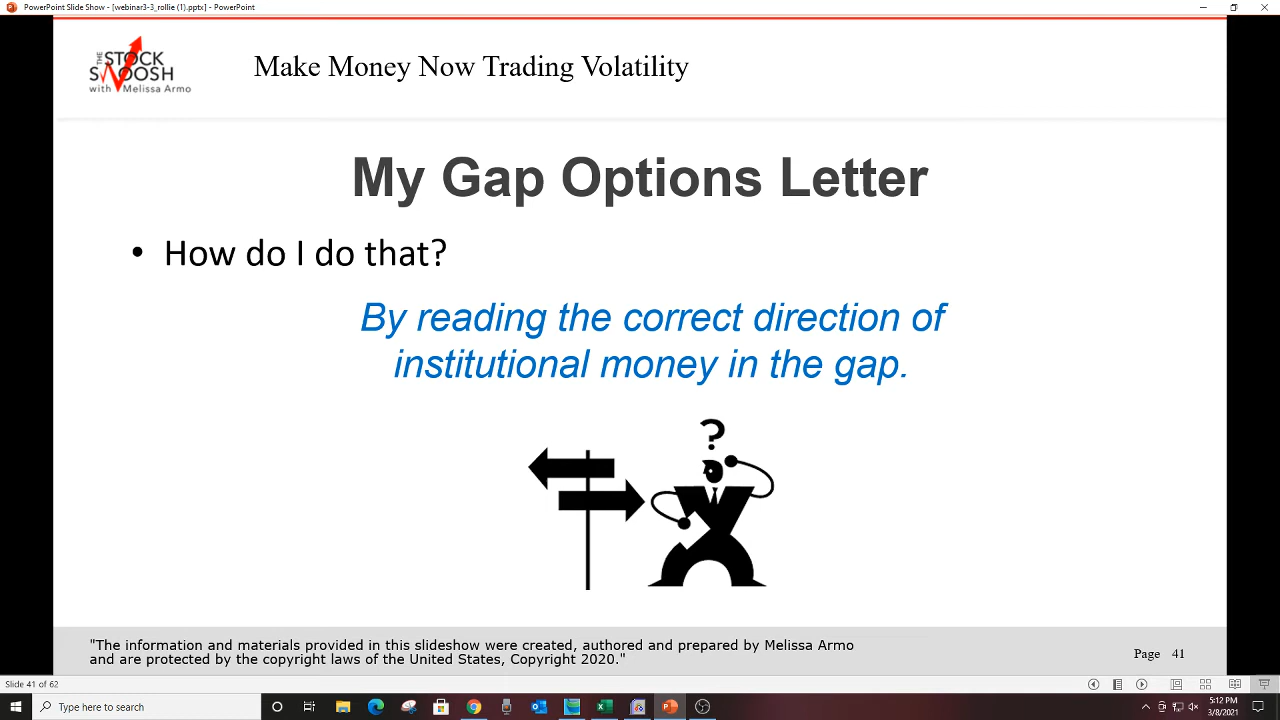 PowerPoint Slide Show - [webinar3-3_rollie (1).pptx] - PowerPoint
THE
STOCK
SWOOSH
with Melissa Armo
Make Money Now Trading Volatility
My Gap Options Letter
• How do I do that?
By reading the correct direction of
institutional money in the gap.
?
"The information and materials provided in this slideshow were created, authored and prepared by Melissa Armo
and are protected by the copyright laws of the United States, Copyright 2020."
Page 41
Slide 41 of 62
Type here to search
5:12 PM
3/8/2021